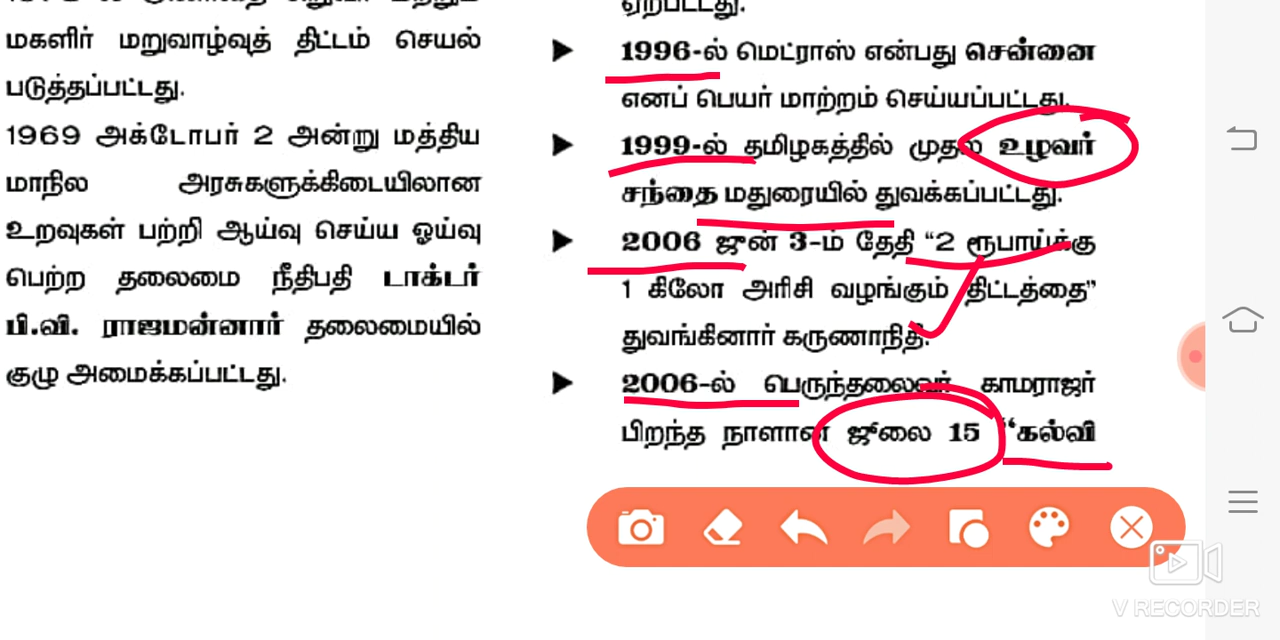 மகளிர் மறுவாழ்வுத் திட்டம் செயல்
படுத்தப்பட்டது.
1969 அக்டோபர் 2 அன்று மத்திய
மாநில அரசுகளுக்கிடையிலான
உறவுகள் பற்றி ஆய்வு செய்ய ஓய்வு
பெற்ற தலைமை நீதிபதி டாக்டர்
பி.வி. ராஜமன்னார் தலைமையில்
குழு அமைக்கப்பட்டது.
ஏற்பட்டது.
1996-ல் மெட்ராஸ் என்பது சென்னை
எனப் பெயர் மாற்றம் செய்யப்பட்டது.
1999-ல் தமிழகத்தில் முதல் உழவர்
சந்தை மதுரையில் துவக்கப்பட்டது.
2006 ஜுன் 3-ம் தேதி “2 ரூபாய்க்கு
1 கிலோ அரிசி வழங்கும் திட்டத்தை”
துவங்கினார் கருணாநிதி.
2006-ல் பெருந்தலைவர் காமராஜர்
பிறந்த நாளான ஜூலை 15 “கல்வி
V RECORDER